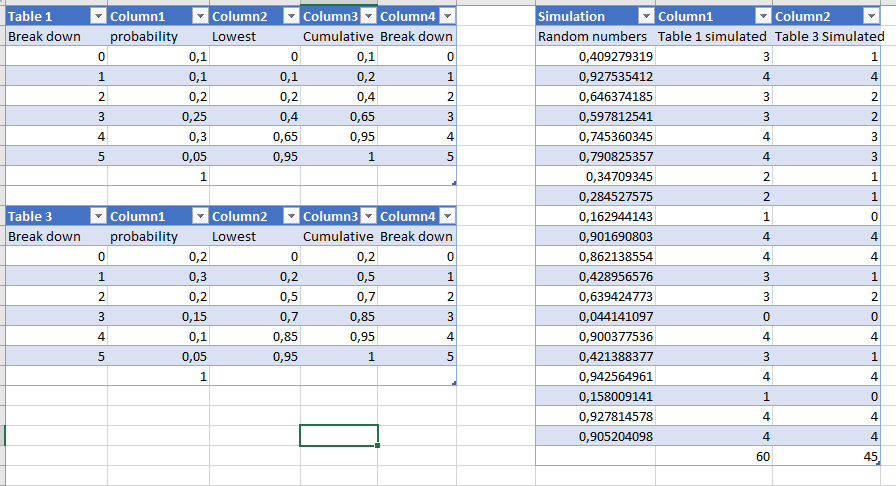 Table 1 Column1 Column2 Column3 Column4
Break down probability Lowest Cumulative Break down
0 0,1 0 0,1 0
1 0,1 0,1 0,2 1
2 0,2 0,2 0,4 2
3 0,25 0,4 0,65 3
4 0,3 0,65 0,95 4
5 0,05 0,95 1 5
1
Table 3 Column1 Column2 Column3 Column4
Break down probability Lowest Cumulative Break down
0 0,2 0 0,2 0
1 0,3 0,2 0,5 1
2 0,2 0,5 0,7 2
3 0,15 0,7 0,85 3
4 0,1 0,85 0,95 4
5 0,05 0,95 1 5
1
Simulation Column1 Column2
Random numbers Table 1 simulated Table 3 Simulated
0,409279319 3 1
0,927535412 4 4
0,646374185 3 2
0,597812541 3 2
0,745360345 4 3
0,790825357 4 3
0,34709345 2 1
0,284527575 2 1
0,162944143 1 0
0,901690803 4 4
0,862138554 4 4
0,428956576 3 1
0,639424773 3 2
0,044141097 0 0
0,900377536 4 4
0,421388377 3 1
0,942564961 4 4
0,158009141 1 0
0,927814578 4 4
0,905204098 4 4
60 45